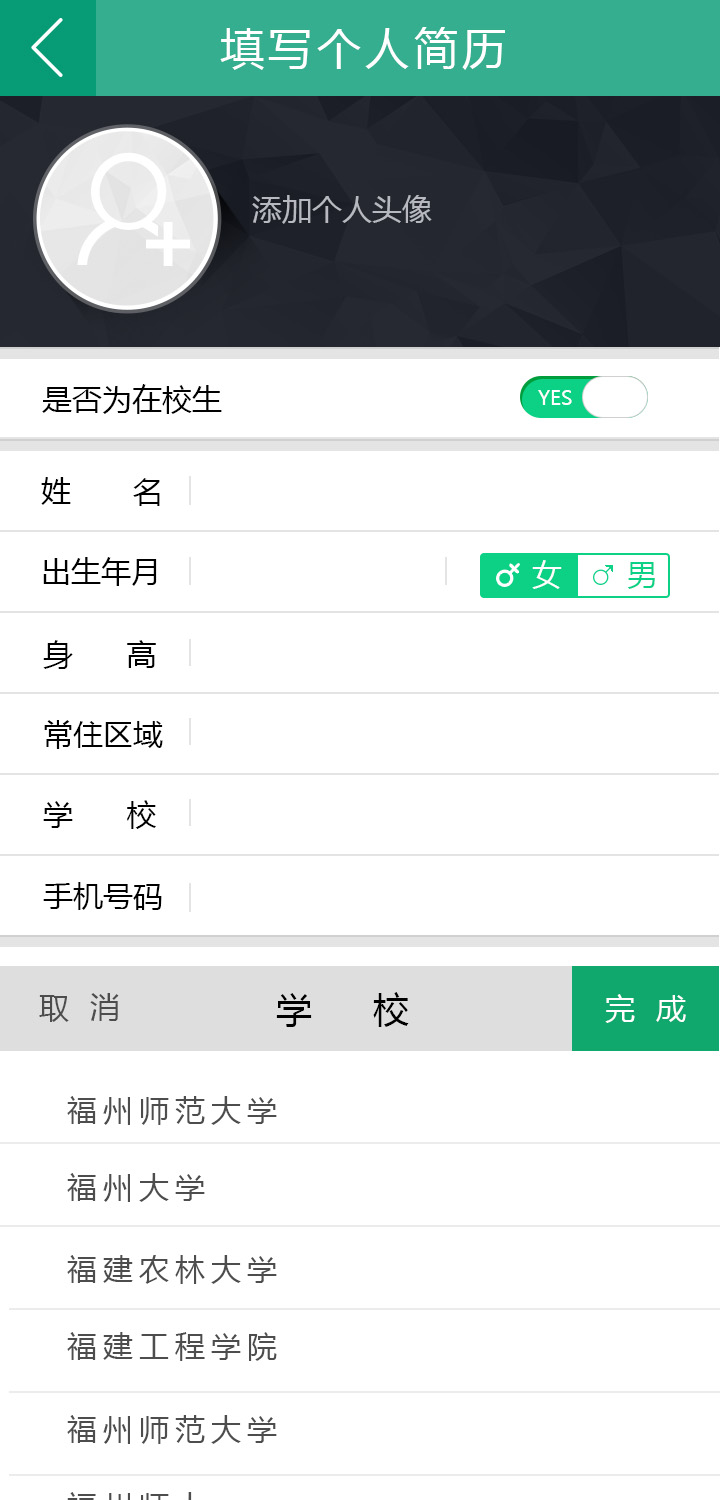 填写个人简历
添加个人头像
是否为在校生 YES
姓 名
出生年月 女 男
身 高
常住区域
学 校
手机号码
取 消 学 校 完 成
福州师范大学
福州大学
福建农林大学
福建工程学院
福州师范大学